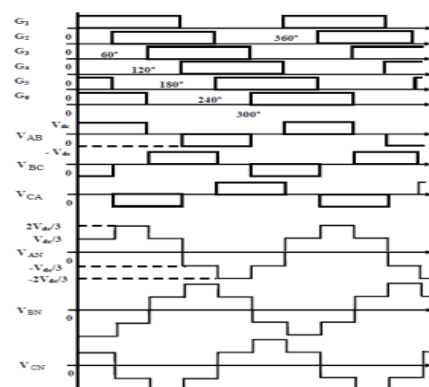 G₁
G₂ 0 360°
G₃ 0 60°
G₄ 0 120°
G₅ 0 180°
G₆ 0 240°
0 300°
Vdc
VAB 0
- Vdc
VBC 0
VCA 0
2Vdc/3
Vdc/3
VAN 0
-Vdc/3
-2Vdc/3
VBN 0
VCN 0